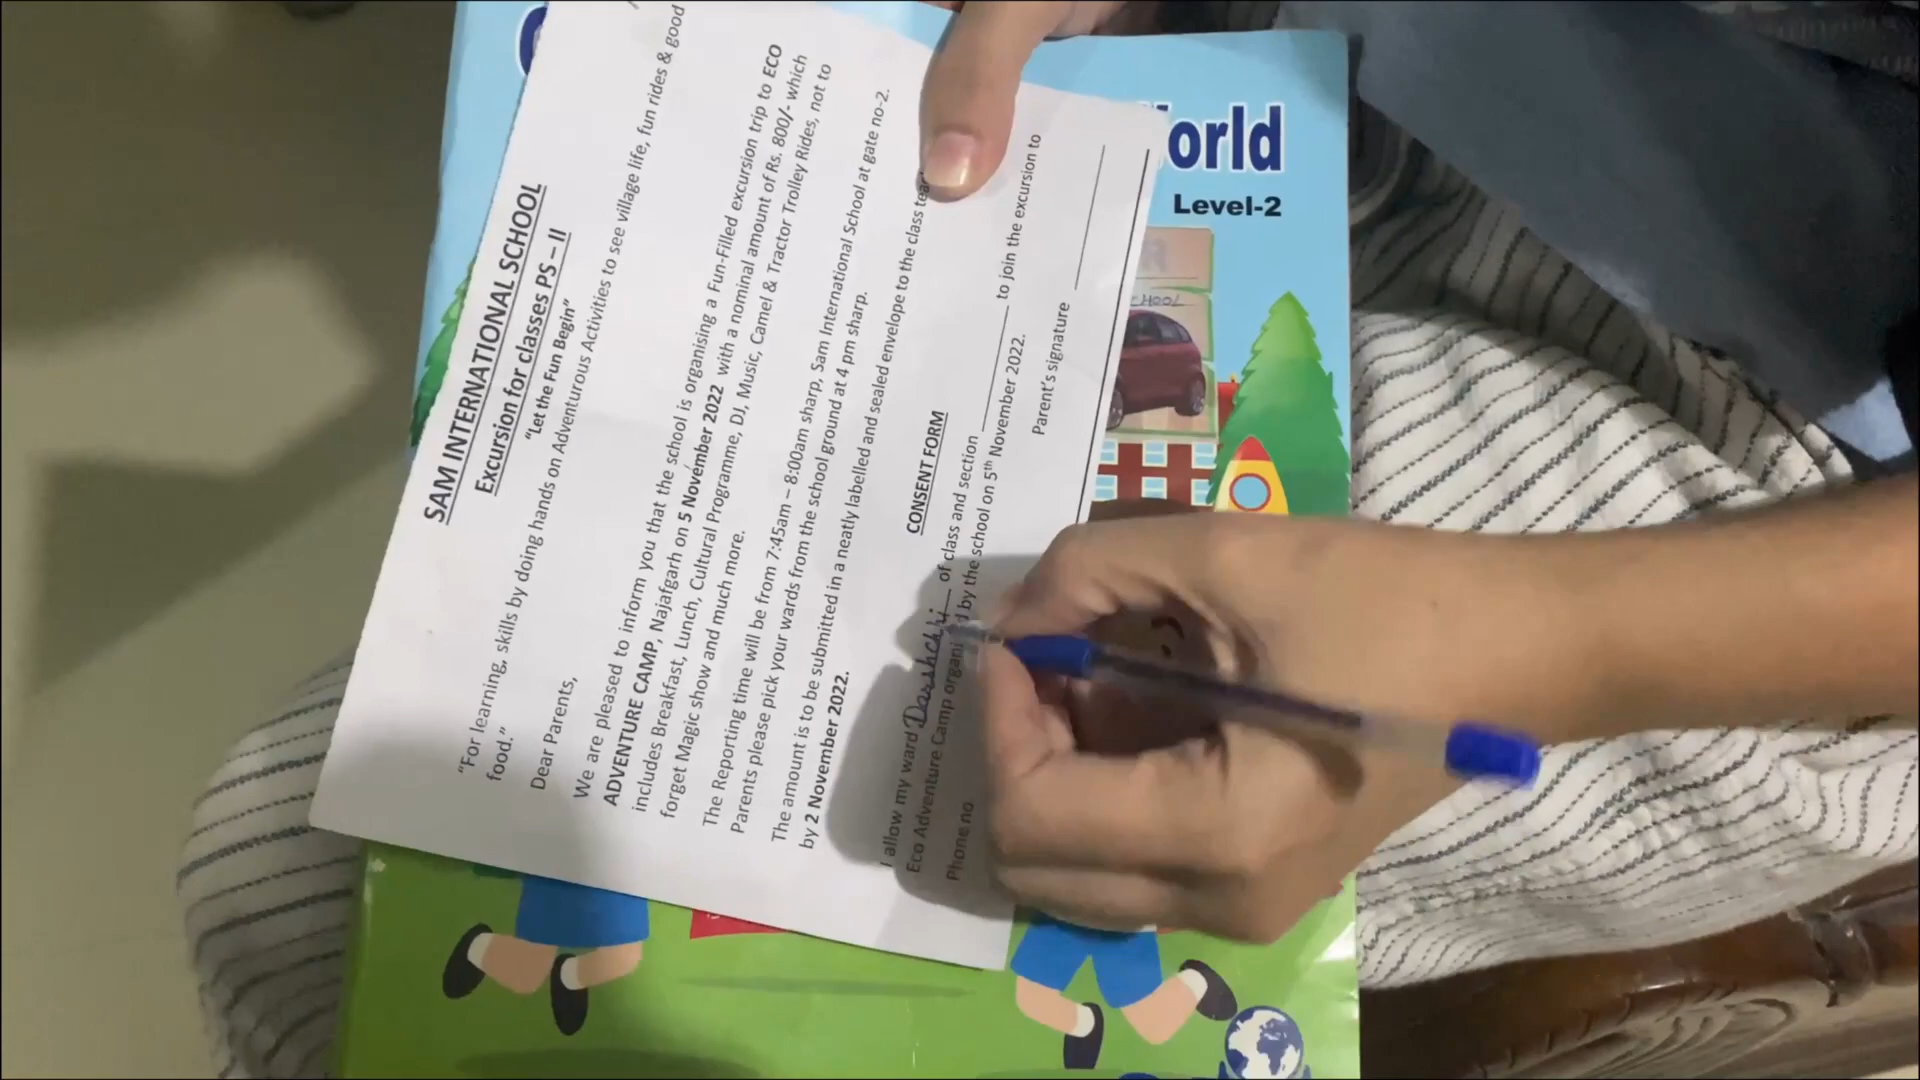 SAM INTERNATIONAL SCHOOL
Excursion for classes PS – II
"Let the Fun Begin"
"For learning, skills by doing hands on Adventurous Activities to see village life, fun rides & good
food."
Dear Parents,
We are pleased to inform you that the school is organising a Fun-Filled excursion trip to ECO
ADVENTURE CAMP, Najafgarh on 5 November 2022 with a nominal amount of Rs. 800/- which
includes Breakfast, Lunch, Cultural Programme, DJ, Music, Camel & Tractor Trolley Rides, not to
forget Magic show and much more.
The Reporting time will be from 7:45am – 8:00am sharp, Sam International School at gate no-2.
Parents please pick your wards from the school ground at 4 pm sharp.
The amount is to be submitted in a neatly labelled and sealed envelope to the class
by 2 November 2022.
CONSENT FORM
I allow my ward of class and section to join the excursion to
Eco Adventure Camp by the school on 5th November 2022.
Phone no Parent's signature
Level-2